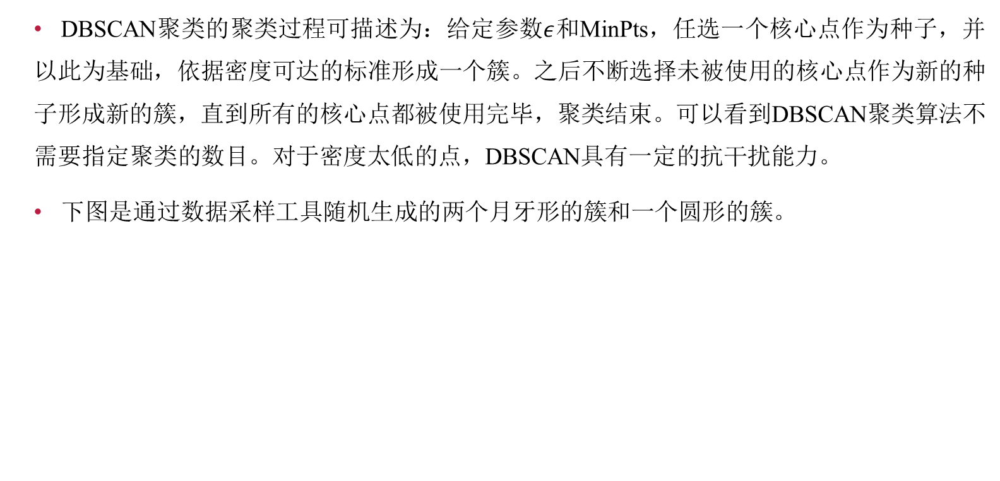 • DBSCAN聚类的聚类过程可描述为：给定参数ϵ和MinPts，任选一个核心点作为种子，并
以此为基础，依据密度可达的标准形成一个簇。之后不断选择未被使用的核心点作为新的种
子形成新的簇，直到所有的核心点都被使用完毕，聚类结束。可以看到DBSCAN聚类算法不
需要指定聚类的数目。对于密度太低的点，DBSCAN具有一定的抗干扰能力。
• 下图是通过数据采样工具随机生成的两个月牙形的簇和一个圆形的簇。